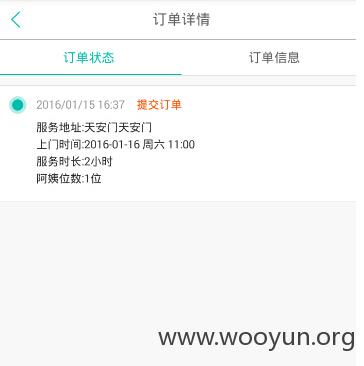 订单详情
订单状态
订单信息
2016/01/15 16:37 提交订单
服务地址:天安门天安门
上门时间:2016-01-16 周六 11:00
服务时长:2小时
阿姨位数:1位
www.wooyun.org